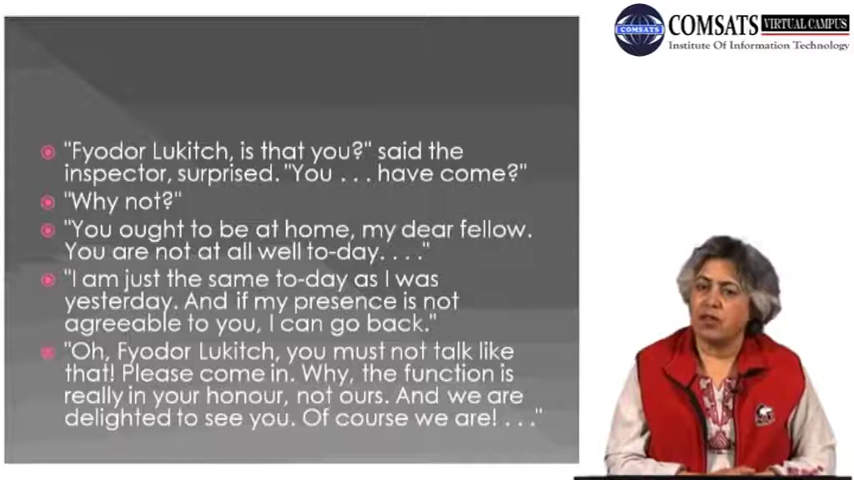 COMSATS VIRTUAL CAMPUS
COMSATS
Institute Of Information Technology
"Fyodor Lukitch, is that you?" said the
inspector, surprised. "You . . . have come?"
"Why not?"
"You ought to be at home, my dear fellow.
You are not at all well to-day. . . ."
"I am just the same to-day as I was
yesterday. And if my presence is not
agreeable to you, I can go back."
"Oh, Fyodor Lukitch, you must not talk like
that! Please come in. Why, the function is
really in your honour, not ours. And we are
delighted to see you. Of course we are! . . ."